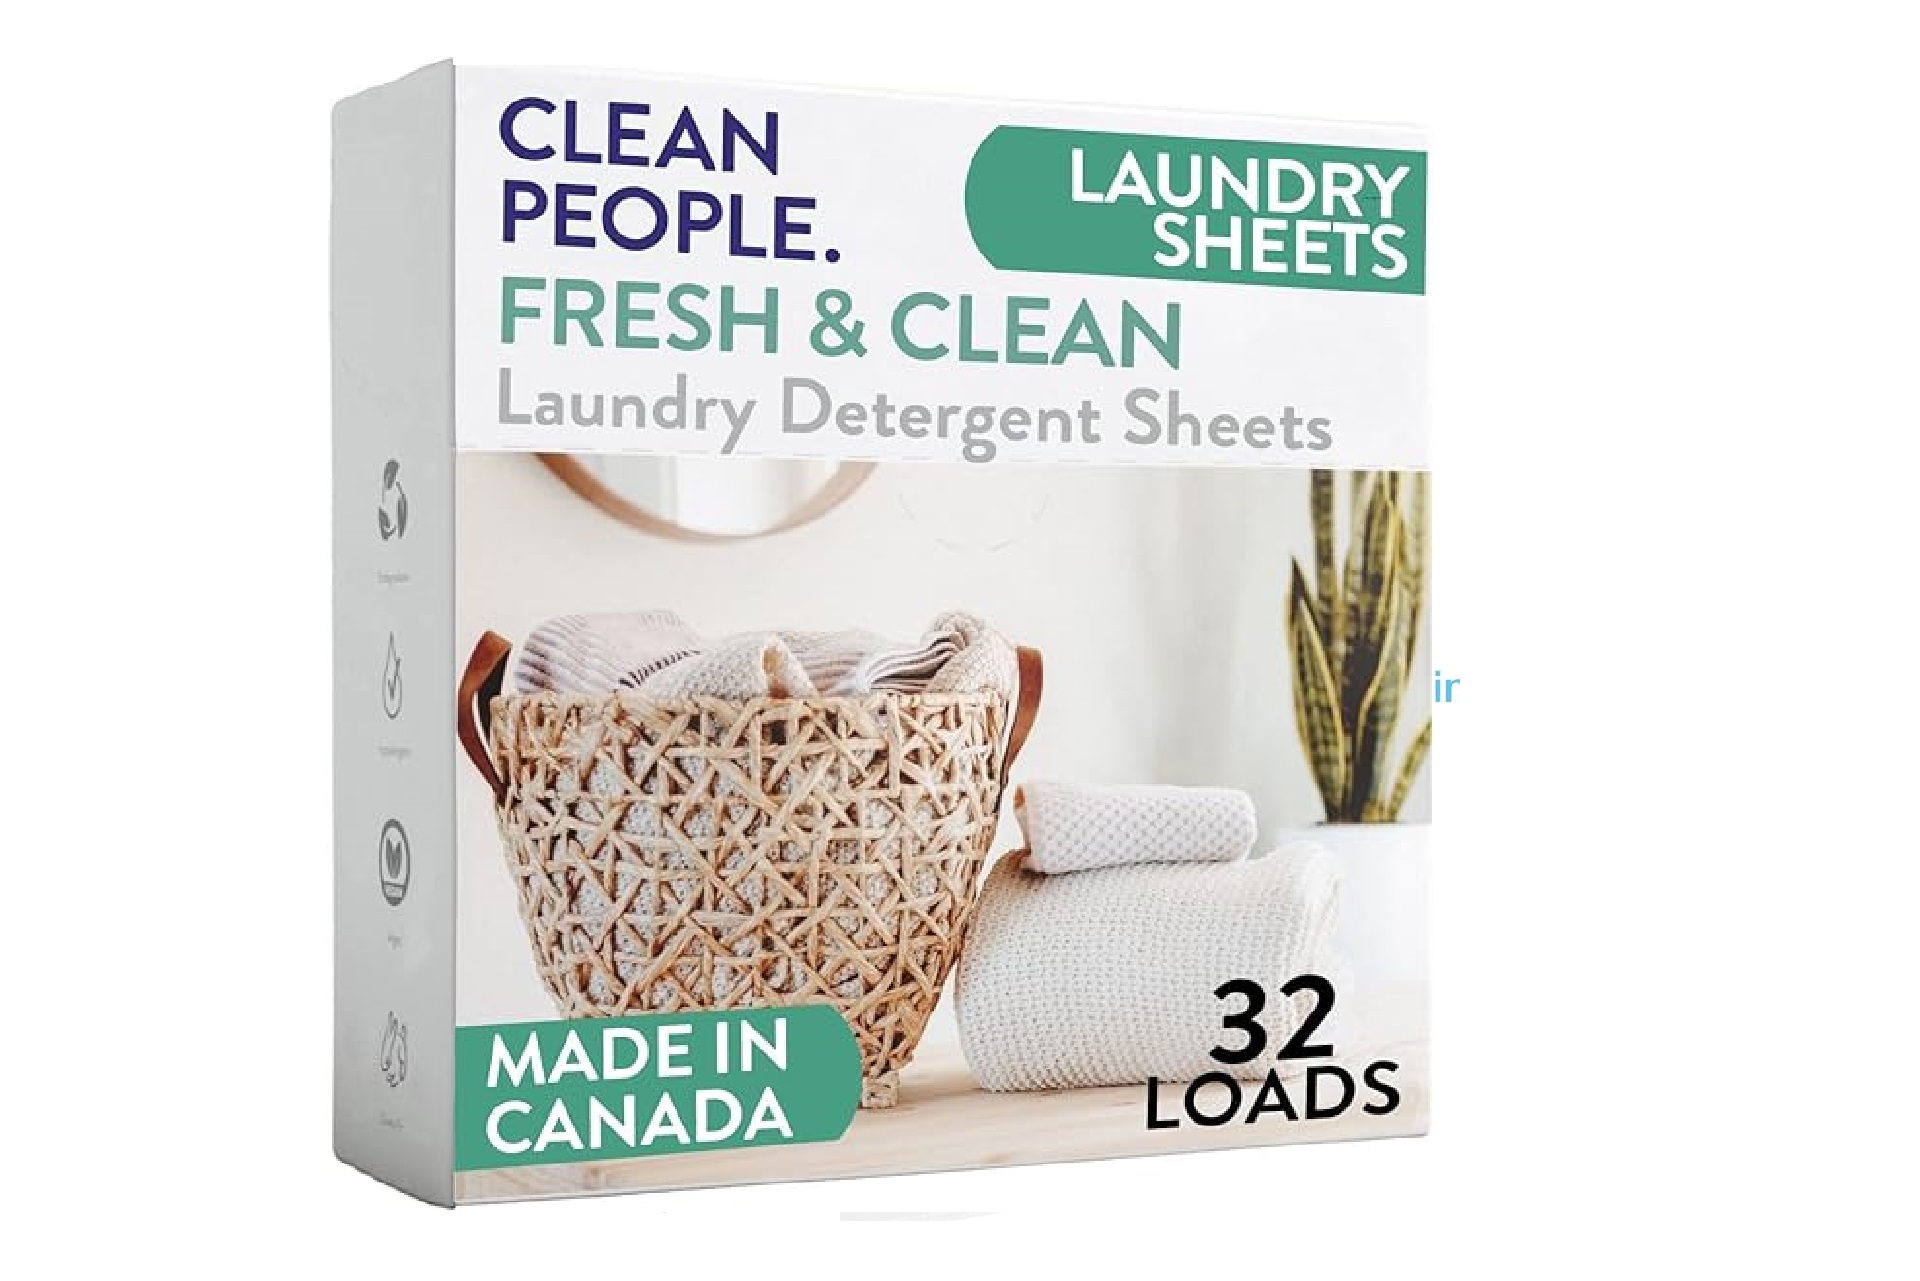 CLEAN
PEOPLE.
LAUNDRY
SHEETS
FRESH & CLEAN
Laundry Detergent Sheets
MADE IN
CANADA
32
LOADS